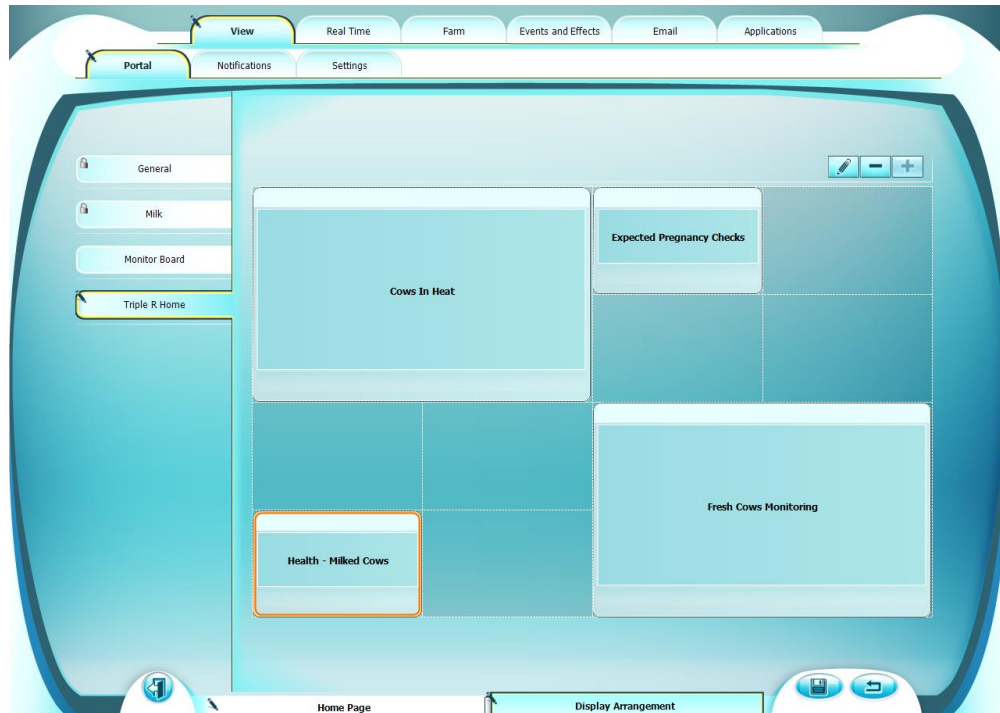 View
Real Time
Farm
Events and Effects
Email
Applications
Portal
Notifications
Settings
General
Milk
Monitor Board
Triple R Home
Expected Pregnancy Checks
Cows In Heat
Fresh Cows Monitoring
Health - Milked Cows
Home Page
Display Arrangement